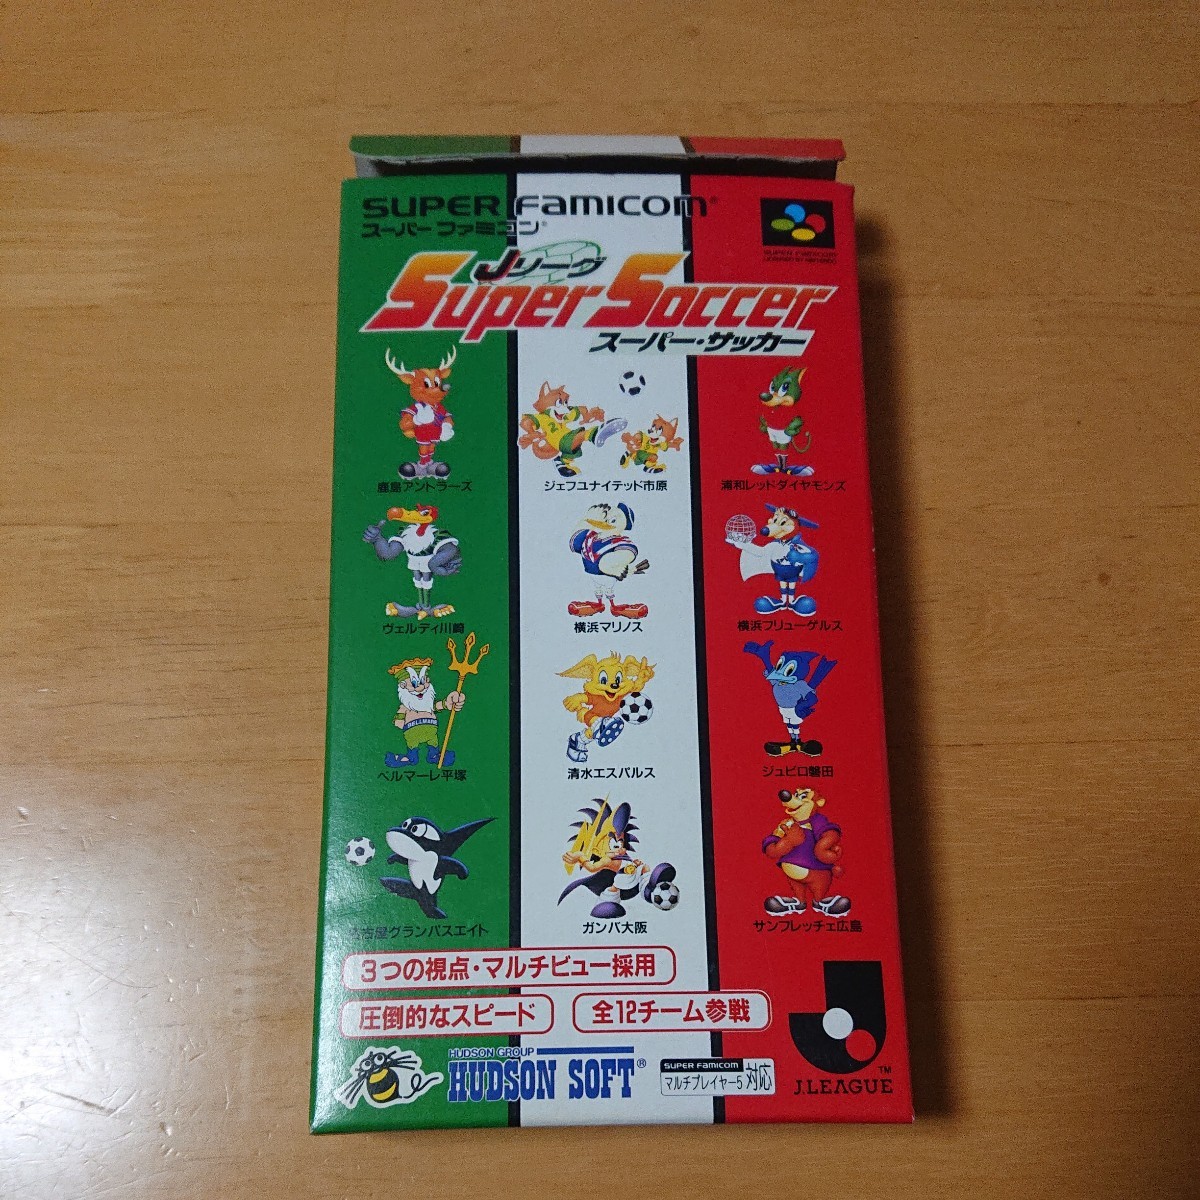 SUPER FAMICOM®
スーパーファミコン®
SUPER FAMICOM
Jリーグ
Super Soccer
スーパー・サッカー
鹿島アントラーズ
ジェフユナイテッド市原
浦和レッドダイヤモンズ
ヴェルディ川崎
横浜マリノス
横浜フリューゲルス
BELLMARE
ベルマーレ平塚
清水エスパルス
ジュビロ磐田
名古屋グランパスエイト
ガンバ大阪
サンフレッチェ広島
3つの視点・マルチビュー採用
圧倒的なスピード
全12チーム参戦
HUDSON GROUP
HUDSON SOFT®
SUPER FAMICOM
マルチプレイヤー5 対応
TM
J.LEAGUE